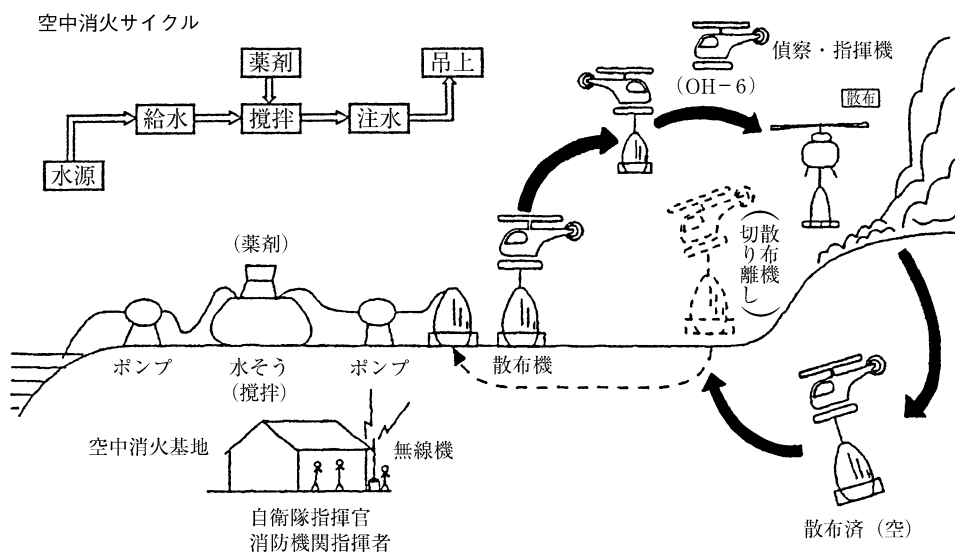 空中消火サイクル
薬剤
吊上
給水
撹拌
注水
水源
偵察・指揮機
(OH-6)
散布
(散布機
切り離し)
(薬剤)
ポンプ
水そう
(撹拌)
ポンプ
散布機
空中消火基地
無線機
自衛隊指揮官
消防機関指揮者
散布済(空)